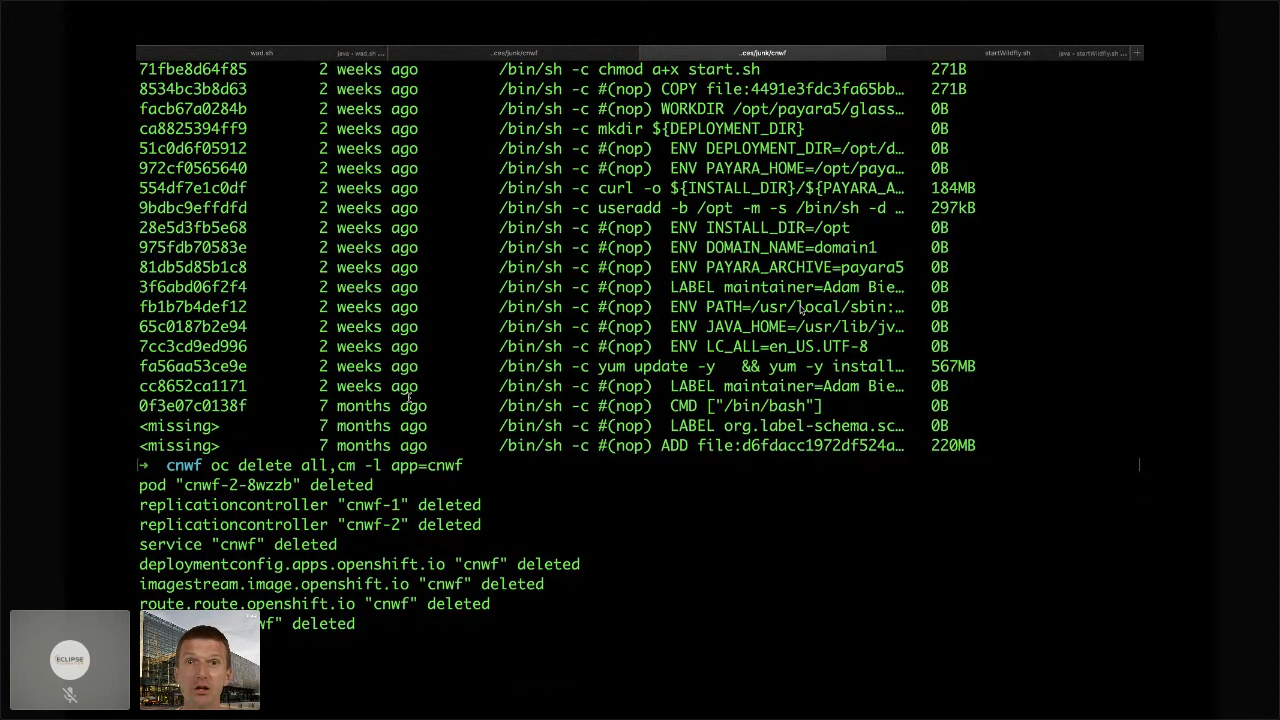 wad.sh java • wad.sh ... ..ces/junk/cnwf ..ces/junk/cnwf startWildfly.sh java • startWildfly.sh ... +
71fbe8d64f85 2 weeks ago /bin/sh -c chmod a+x start.sh 271B
8534bc3b8d63 2 weeks ago /bin/sh -c #(nop) COPY file:4491e3fdc3fa65bb… 271B
facb67a0284b 2 weeks ago /bin/sh -c #(nop) WORKDIR /opt/payara5/glass… 0B
ca8825394ff9 2 weeks ago /bin/sh -c mkdir ${DEPLOYMENT_DIR} 0B
51c0d6f05912 2 weeks ago /bin/sh -c #(nop) ENV DEPLOYMENT_DIR=/opt/d… 0B
972cf0565640 2 weeks ago /bin/sh -c #(nop) ENV PAYARA_HOME=/opt/paya… 0B
554df7e1c0df 2 weeks ago /bin/sh -c curl -o ${INSTALL_DIR}/${PAYARA_A… 184MB
9bdbc9effdfd 2 weeks ago /bin/sh -c useradd -b /opt -m -s /bin/sh -d … 297kB
28e5d3fb5e68 2 weeks ago /bin/sh -c #(nop) ENV INSTALL_DIR=/opt 0B
975fdb70583e 2 weeks ago /bin/sh -c #(nop) ENV DOMAIN_NAME=domain1 0B
81db5d85b1c8 2 weeks ago /bin/sh -c #(nop) ENV PAYARA_ARCHIVE=payara5 0B
3f6abd06f2f4 2 weeks ago /bin/sh -c #(nop) LABEL maintainer=Adam Bie… 0B
fb1b7b4def12 2 weeks ago /bin/sh -c #(nop) ENV PATH=/usr/local/sbin:… 0B
65c0187b2e94 2 weeks ago /bin/sh -c #(nop) ENV JAVA_HOME=/usr/lib/jv… 0B
7cc3cd9ed996 2 weeks ago /bin/sh -c #(nop) ENV LC_ALL=en_US.UTF-8 0B
fa56aa53ce9e 2 weeks ago /bin/sh -c yum update -y && yum -y install… 567MB
cc8652ca1171 2 weeks ago /bin/sh -c #(nop) LABEL maintainer=Adam Bie… 0B
0f3e07c0138f 7 months ago /bin/sh -c #(nop) CMD ["/bin/bash"] 0B
<missing> 7 months ago /bin/sh -c #(nop) LABEL org.label-schema.sc… 0B
<missing> 7 months ago /bin/sh -c #(nop) ADD file:d6fdacc1972df524a… 220MB
→ cnwf oc delete all,cm -l app=cnwf
pod "cnwf-2-8wzzb" deleted
replicationcontroller "cnwf-1" deleted
replicationcontroller "cnwf-2" deleted
service "cnwf" deleted
deploymentconfig.apps.openshift.io "cnwf" deleted
imagestream.image.openshift.io "cnwf" deleted
route.route.openshift.io "cnwf" deleted
wf" deleted
ECLIPSE